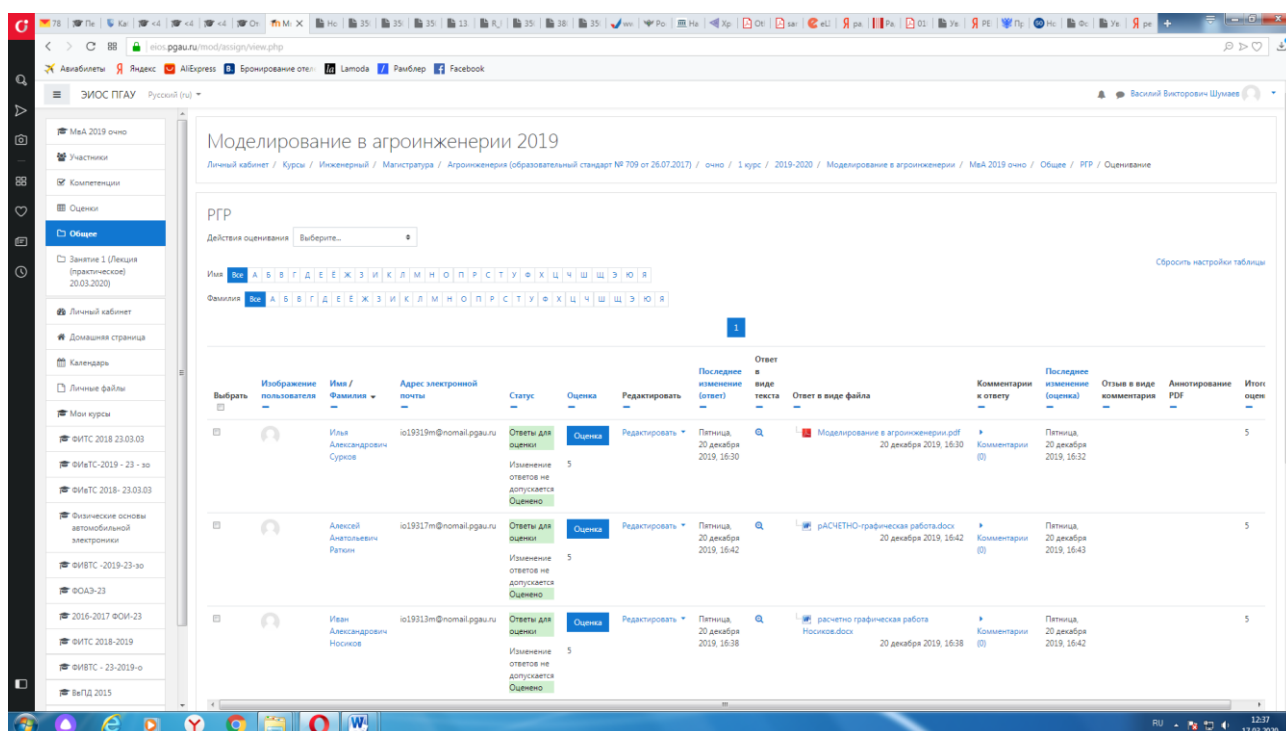 eios.pgau.ru/mod/assign/view.php
Авиабилеты Яндекс AliExpress Бронирование отел Lamoda Рамблер Facebook
ЭИОС ПГАУ Русский (ru)
Василий Викторович Шумаев
МвА 2019 очно
Участники
Компетенции
Оценки
Общее
Занятие 1 (Лекция
(практическое)
20.03.2020)
Личный кабинет
Домашняя страница
Календарь
Личные файлы
Мои курсы
ФИТС 2018 23.03.03
ФИвТС-2019 - 23 - зо
ФИвТС 2018- 23.03.03
Физические основы
автомобильной
электроники
ФИВТС -2019-23-зо
ФОАЭ-23
2016-2017 ФОИ-23
ФИТС 2018-2019
ФИВТС - 23-2019-о
ВвПД 2015
Моделирование в агроинженерии 2019
Личный кабинет / Курсы / Инженерный / Магистратура / Агроинженерия (образовательный стандарт № 709 от 26.07.2017) / очно / 1 курс / 2019-2020 / Моделирование в агроинженерии / МвА 2019 очно / Общее / РГР / Оценивание
РГР
Действия оценивания Выберите...
Сбросить настройки таблицы
Имя Все А Б В Г Д Е Ё Ж З И К Л М Н О П Р С Т У Ф Х Ц Ч Ш Щ Э Ю Я
Фамилия Все А Б В Г Д Е Ё Ж З И К Л М Н О П Р С Т У Ф Х Ц Ч Ш Щ Э Ю Я
1
Выбрать
Изображение
пользователя
Имя /
Фамилия
Адрес электронной
почты
Статус
Оценка
Редактировать
Последнее
изменение
(ответ)
Ответ
в
виде
текста
Ответ в виде файла
Комментарии
к ответу
Последнее
изменение
(оценка)
Отзыв в виде
комментария
Аннотирование
PDF
Итого
оцен
Илья
Александрович
Сурков
io19319m@nomail.pgau.ru
Ответы для
оценки
Изменение
ответов не
допускается
Оценено
Оценка
5
Редактировать
Пятница,
20 декабря
2019, 16:30
Моделирование в агроинженерии.pdf
20 декабря 2019, 16:30
Комментарии
(0)
Пятница,
20 декабря
2019, 16:32
5
Алексей
Анатольевич
Раткин
io19317m@nomail.pgau.ru
Ответы для
оценки
Изменение
ответов не
допускается
Оценено
Оценка
5
Редактировать
Пятница,
20 декабря
2019, 16:42
рАСЧЕТНО-графическая работа.docx
20 декабря 2019, 16:42
Комментарии
(0)
Пятница,
20 декабря
2019, 16:43
5
Иван
Александрович
Носиков
io19313m@nomail.pgau.ru
Ответы для
оценки
Изменение
ответов не
допускается
Оценено
Оценка
5
Редактировать
Пятница,
20 декабря
2019, 16:38
расчетно графическая работа
Носиков.docx
20 декабря 2019, 16:38
Комментарии
(0)
Пятница,
20 декабря
2019, 16:42
5
RU
12:37
17.03.2020